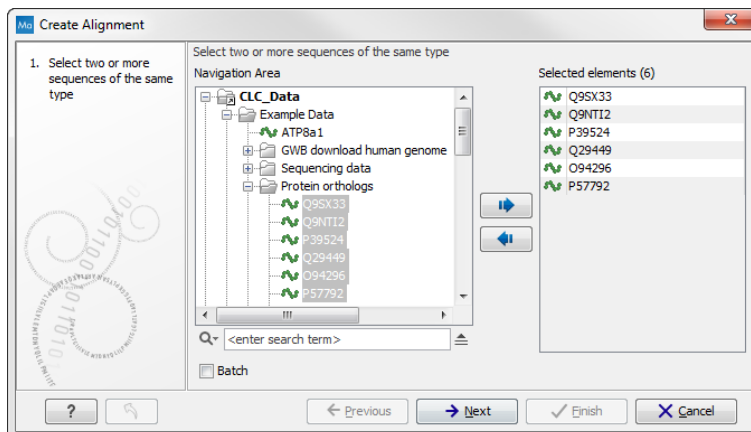 Create Alignment
1. Select two or more
sequences of the same
type
Select two or more sequences of the same type
Navigation Area
CLC_Data
Example Data
ATP8a1
GWB download human genome
Sequencing data
Protein orthologs
Q9SX33
Q9NTI2
P39524
Q29449
O94296
P57792
<enter search term>
Batch
Selected elements (6)
Q9SX33
Q9NTI2
P39524
Q29449
O94296
P57792
?
Previous
Next
Finish
Cancel